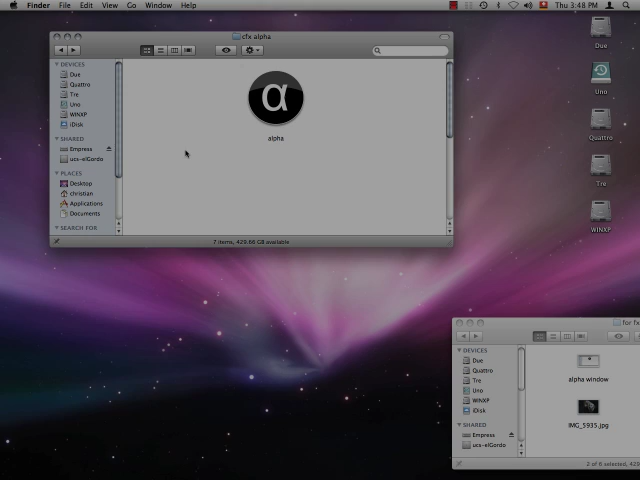 Finder File Edit View Go Window Help Thu 3:48 PM
cfx alpha
DEVICES
Due
Quattro
Tre
Uno
WINXP
iDisk
SHARED
Empress
ucs-elGordo
PLACES
Desktop
christian
Applications
Documents
SEARCH FOR
α
alpha
7 items, 429.66 GB available
Due
Uno
Quattro
Tre
WINXP
for fx
DEVICES
Due
Quattro
Tre
Uno
WINXP
iDisk
SHARED
Empress
ucs-elGordo
alpha window
IMG_5935.jpg
2 of 6 selected, 429